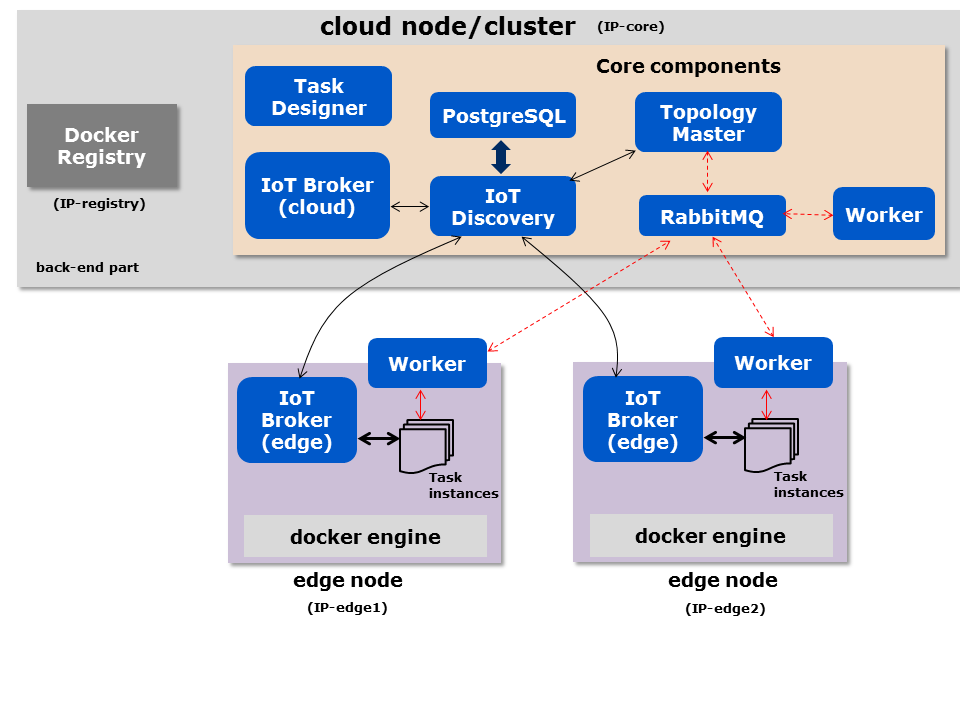 cloud node/cluster (IP-core)
Core components
Task
Designer
PostgreSQL
Topology
Master
Docker
Registry
(IP-registry)
IoT Broker
(cloud)
IoT
Discovery
RabbitMQ
Worker
back-end part
Worker
IoT
Broker
(edge)
Task
instances
docker engine
edge node
(IP-edge1)
Worker
IoT
Broker
(edge)
Task
instances
docker engine
edge node
(IP-edge2)